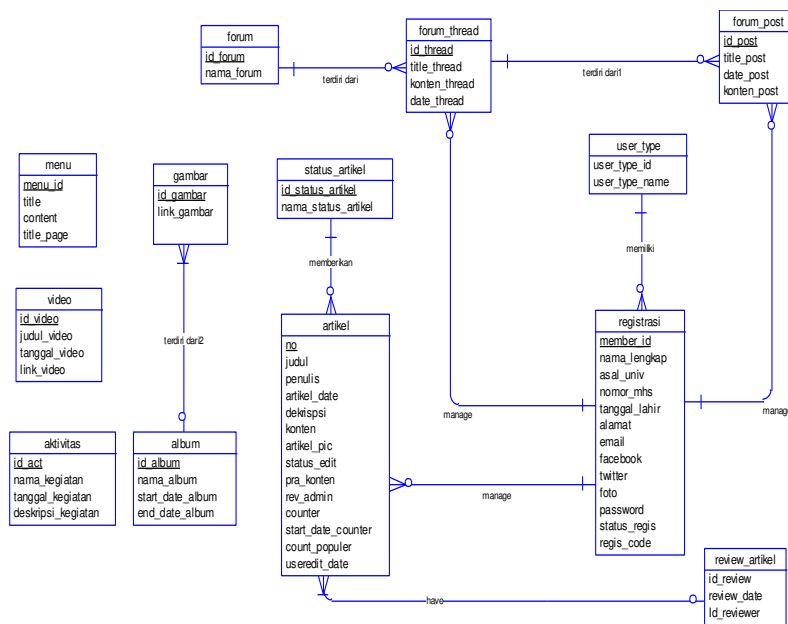 forum
id_forum
nama_forum
terdiri dari
forum_thread
id_thread
title_thread
konten_thread
date_thread
terdiri dari1
forum_post
id_post
title_post
date_post
konten_post
menu
menu_id
title
content
title_page
gambar
id_gambar
link_gambar
status_artikel
id_status_artikel
nama_status_artikel
user_type
user_type_id
user_type_name
memberikan
memiliki
video
id_video
judul_video
tanggal_video
link_video
terdiri dari2
artikel
no
judul
penulis
artikel_date
dekrispsi
konten
artikel_pic
status_edit
pra_konten
rev_admin
counter
start_date_counter
count_populer
useredit_date
registrasi
member_id
nama_lengkap
asal_univ
nomor_mhs
tanggal_lahir
alamat
email
facebook
twitter
foto
password
status_regis
regis_code
manage
manage
manage
aktivitas
id_act
nama_kegiatan
tanggal_kegiatan
deskripsi_kegiatan
album
id_album
nama_album
start_date_album
end_date_album
have
review_artikel
id_review
review_date
Id_reviewer